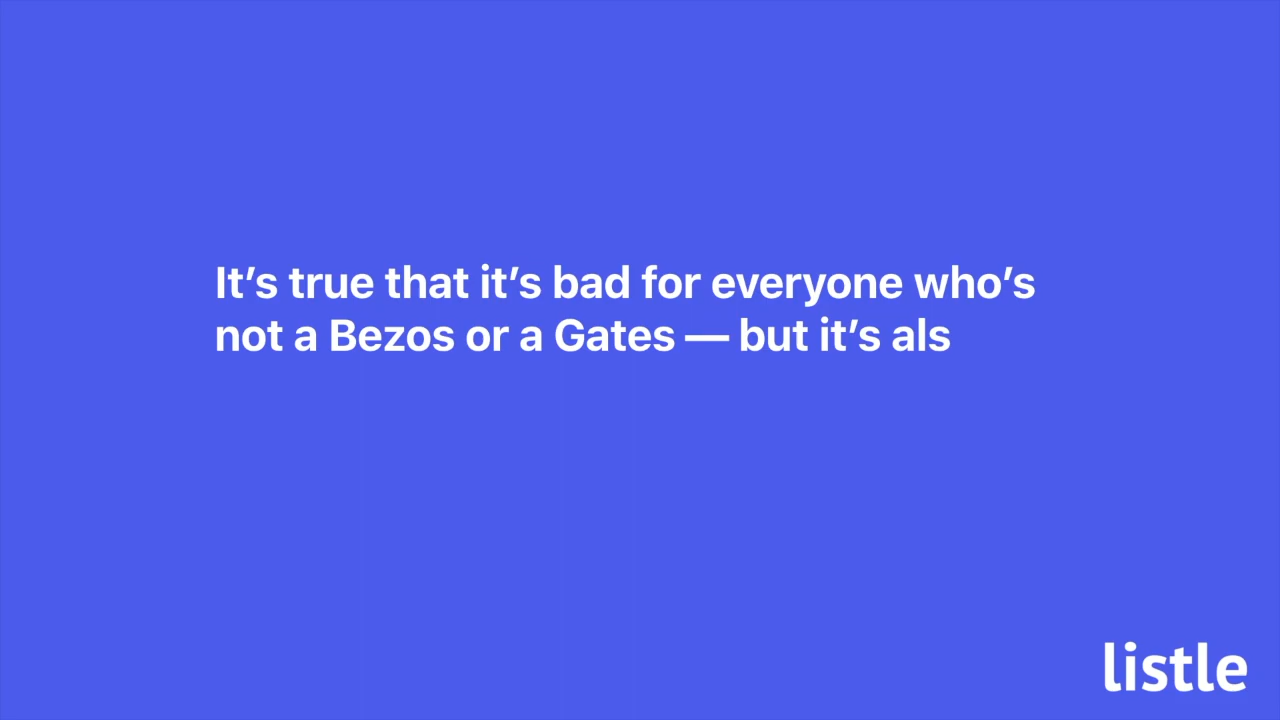 It’s true that it’s bad for everyone who’s
not a Bezos or a Gates — but it’s als
listle